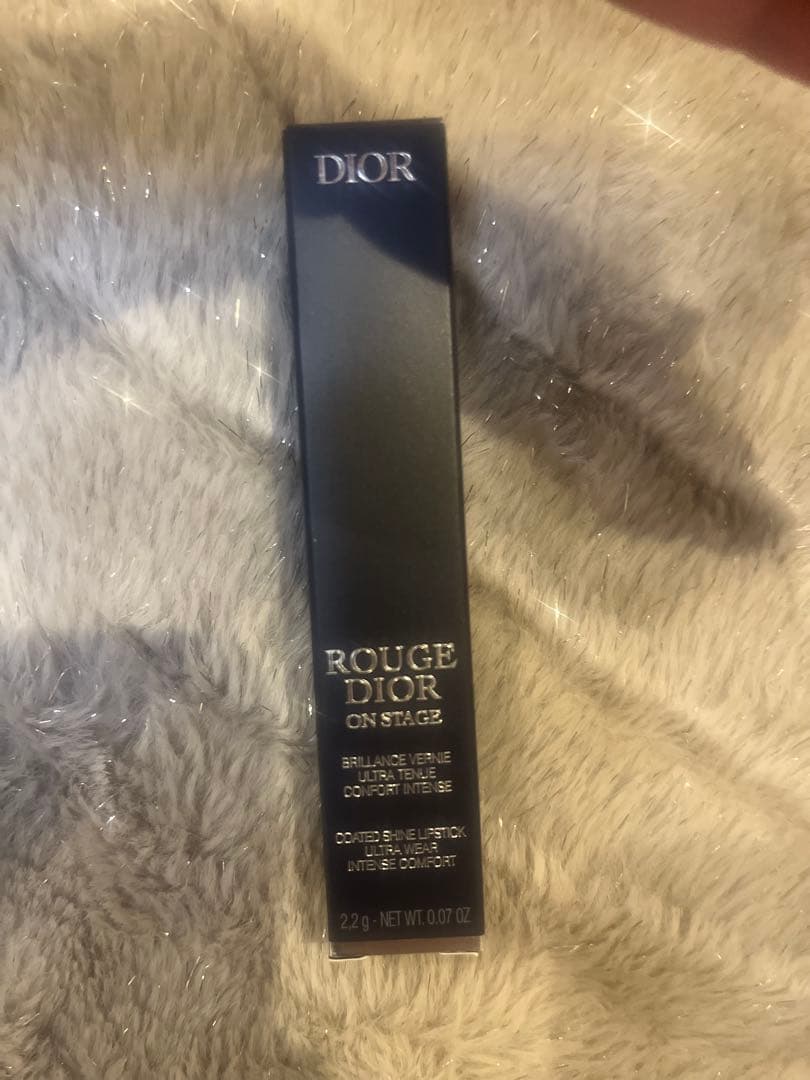 DIOR
ROUGE
DIOR
ON STAGE
BRILLANCE VERNIE
ULTRA TENUE
CONFORT INTENSE
COATED SHINE LIPSTICK
ULTRA WEAR
INTENSE COMFORT
2,2 g - NET WT. 0.07 OZ